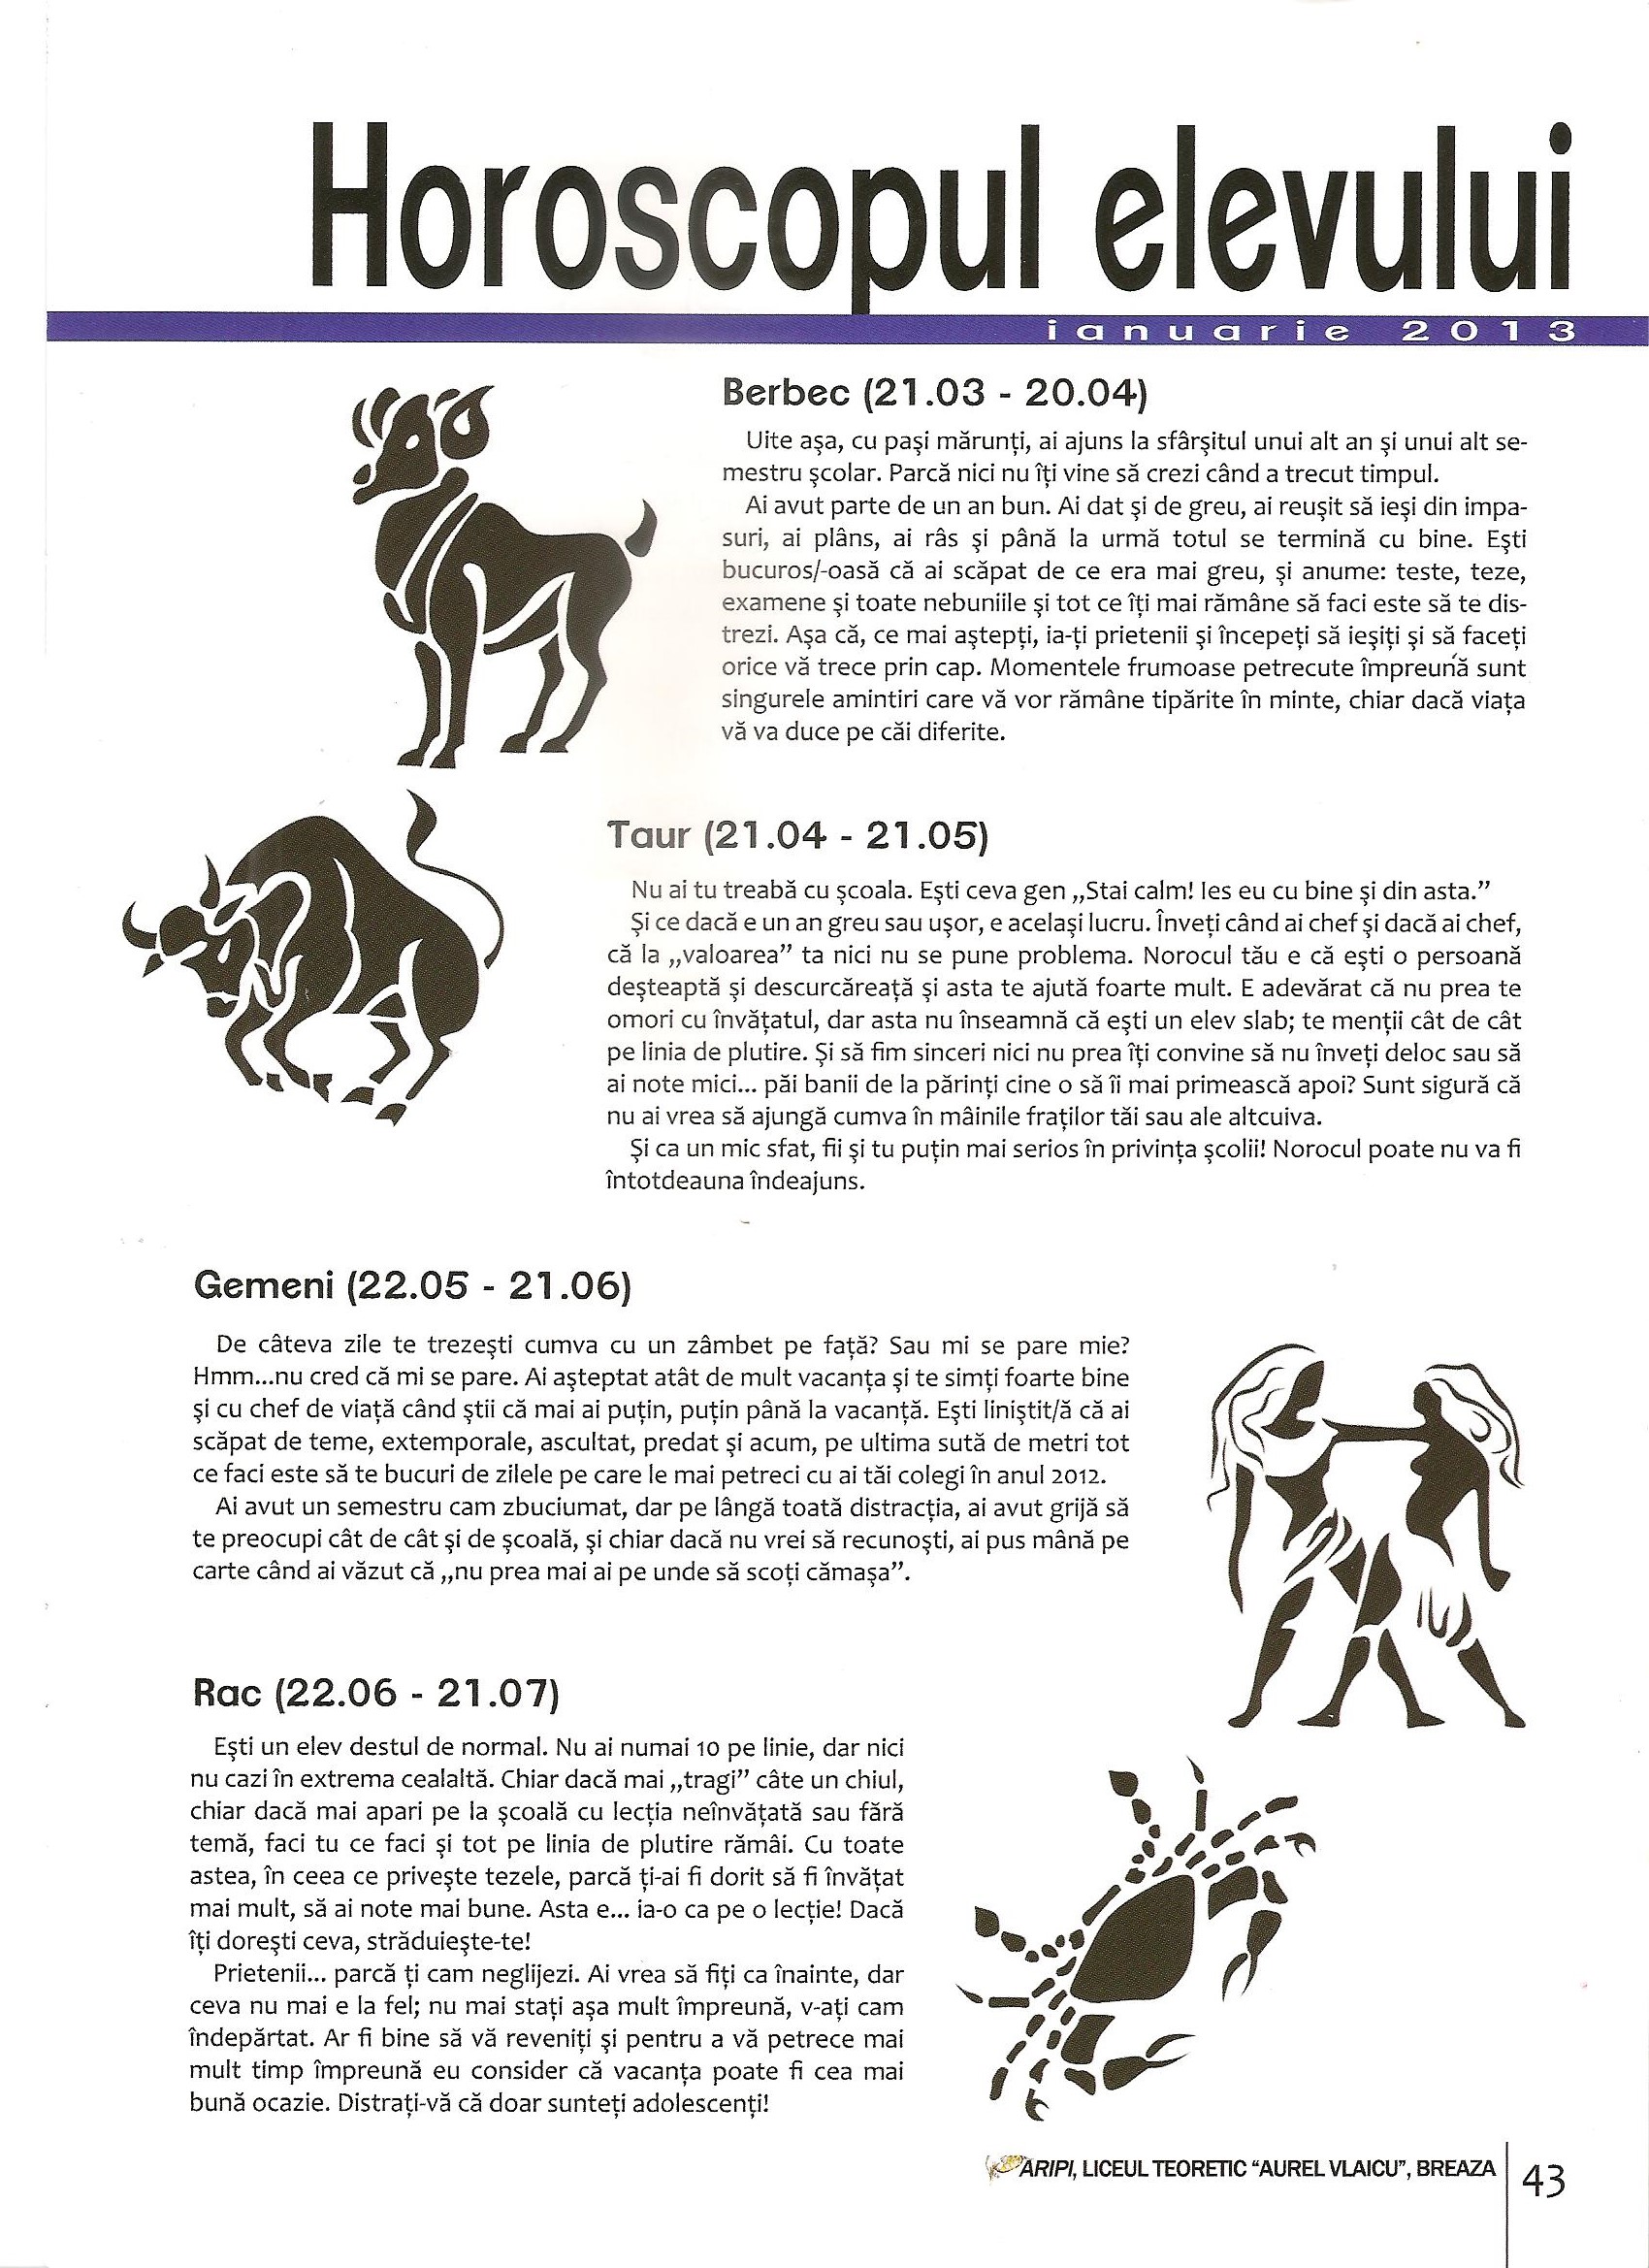 Horoscopul elevului
ianuarie 2013
Berbec (21.03 - 20.04)
Uite aşa, cu paşi mărunţi, ai ajuns la sfârşitul unui alt an şi unui alt se-
mestru şcolar. Parcă nici nu îţi vine să crezi când a trecut timpul.
Ai avut parte de un an bun. Ai dat şi de greu, ai reuşit să ieşi din impa-
suri, ai plâns, ai râs şi până la urmă totul se termină cu bine. Eşti
bucuros/-oasă că ai scăpat de ce era mai greu, şi anume: teste, teze,
examene şi toate nebuniile şi tot ce îţi mai rămâne să faci este să te dis-
trezi. Aşa că, ce mai aştepţi, ia-ţi prietenii şi începeţi să ieşiţi şi să faceţi
orice vă trece prin cap. Momentele frumoase petrecute împreună sunt
singurele amintiri care vă vor rămâne tipărite în minte, chiar dacă viaţa
vă va duce pe căi diferite.
Taur (21.04 - 21.05)
Nu ai tu treabă cu şcoala. Eşti ceva gen „Stai calm! Ies eu cu bine şi din asta.”
Şi ce dacă e un an greu sau uşor, e acelaşi lucru. Înveţi când ai chef şi dacă ai chef,
că la „valoarea” ta nici nu se pune problema. Norocul tău e că eşti o persoană
deşteaptă şi descurcăreaţă şi asta te ajută foarte mult. E adevărat că nu prea te
omori cu învăţatul, dar asta nu înseamnă că eşti un elev slab; te menţii cât de cât
pe linia de plutire. Şi să fim sinceri nici nu prea îţi convine să nu înveţi deloc sau să
ai note mici... păi banii de la părinţi cine o să îi mai primească apoi? Sunt sigură că
nu ai vrea să ajungă cumva în mâinile fraţilor tăi sau ale altcuiva.
Şi ca un mic sfat, fii şi tu puţin mai serios în privinţa şcolii! Norocul poate nu va fi
întotdeauna îndeajuns.
Gemeni (22.05 - 21.06)
De câteva zile te trezeşti cumva cu un zâmbet pe faţă? Sau mi se pare mie?
Hmm...nu cred că mi se pare. Ai aşteptat atât de mult vacanţa şi te simţi foarte bine
şi cu chef de viaţă când ştii că mai ai puţin, puţin până la vacanţă. Eşti liniştit/ă că ai
scăpat de teme, extemporale, ascultat, predat şi acum, pe ultima sută de metri tot
ce faci este să te bucuri de zilele pe care le mai petreci cu ai tăi colegi în anul 2012.
Ai avut un semestru cam zbuciumat, dar pe lângă toată distracţia, ai avut grijă să
te preocupi cât de cât şi de şcoală, şi chiar dacă nu vrei să recunoşti, ai pus mână pe
carte când ai văzut că „nu prea mai ai pe unde să scoţi cămaşa”.
Rac (22.06 - 21.07)
Eşti un elev destul de normal. Nu ai numai 10 pe linie, dar nici
nu cazi în extrema cealaltă. Chiar dacă mai „tragi” câte un chiul,
chiar dacă mai apari pe la şcoală cu lecţia neînvăţată sau fără
temă, faci tu ce faci şi tot pe linia de plutire rămâi. Cu toate
astea, în ceea ce priveşte tezele, parcă ţi-ai fi dorit să fi învăţat
mai mult, să ai note mai bune. Asta e... ia-o ca pe o lecţie! Dacă
îţi doreşti ceva, străduieşte-te!
Prietenii... parcă ţi cam neglijezi. Ai vrea să fiţi ca înainte, dar
ceva nu mai e la fel; nu mai staţi aşa mult împreună, v-aţi cam
îndepărtat. Ar fi bine să vă reveniţi şi pentru a vă petrece mai
mult timp împreună eu consider că vacanţa poate fi cea mai
bună ocazie. Distraţi-vă că doar sunteţi adolescenţi!
ARIPI, LICEUL TEORETIC “AUREL VLAICU”, BREAZA
43